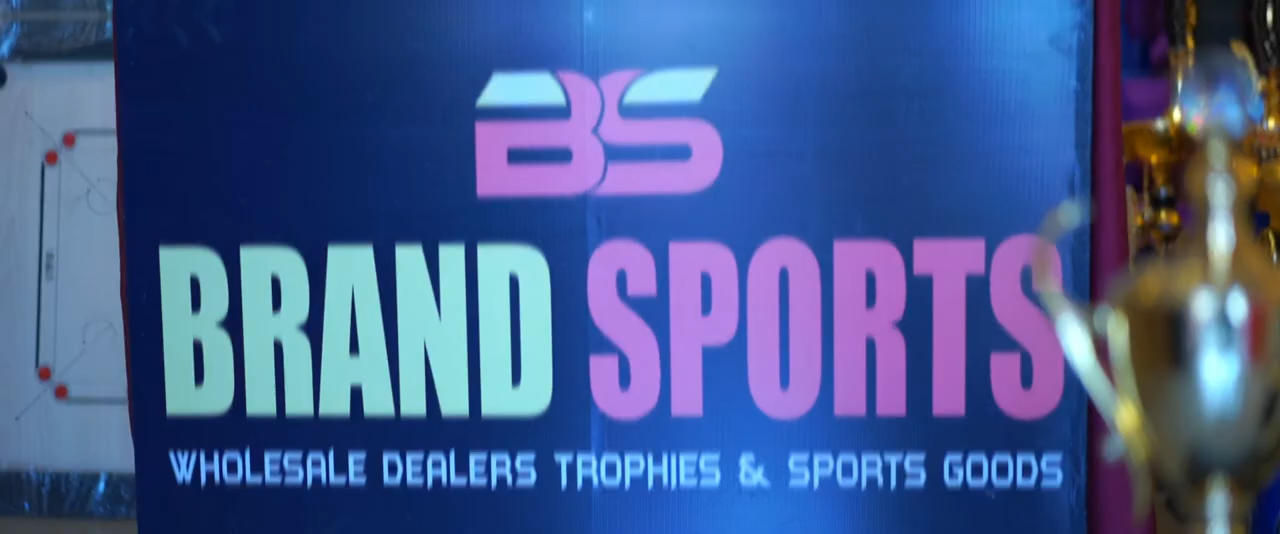 BS
BRAND SPORTS
WHOLESALE DEALERS TROPHIES & SPORTS GOODS